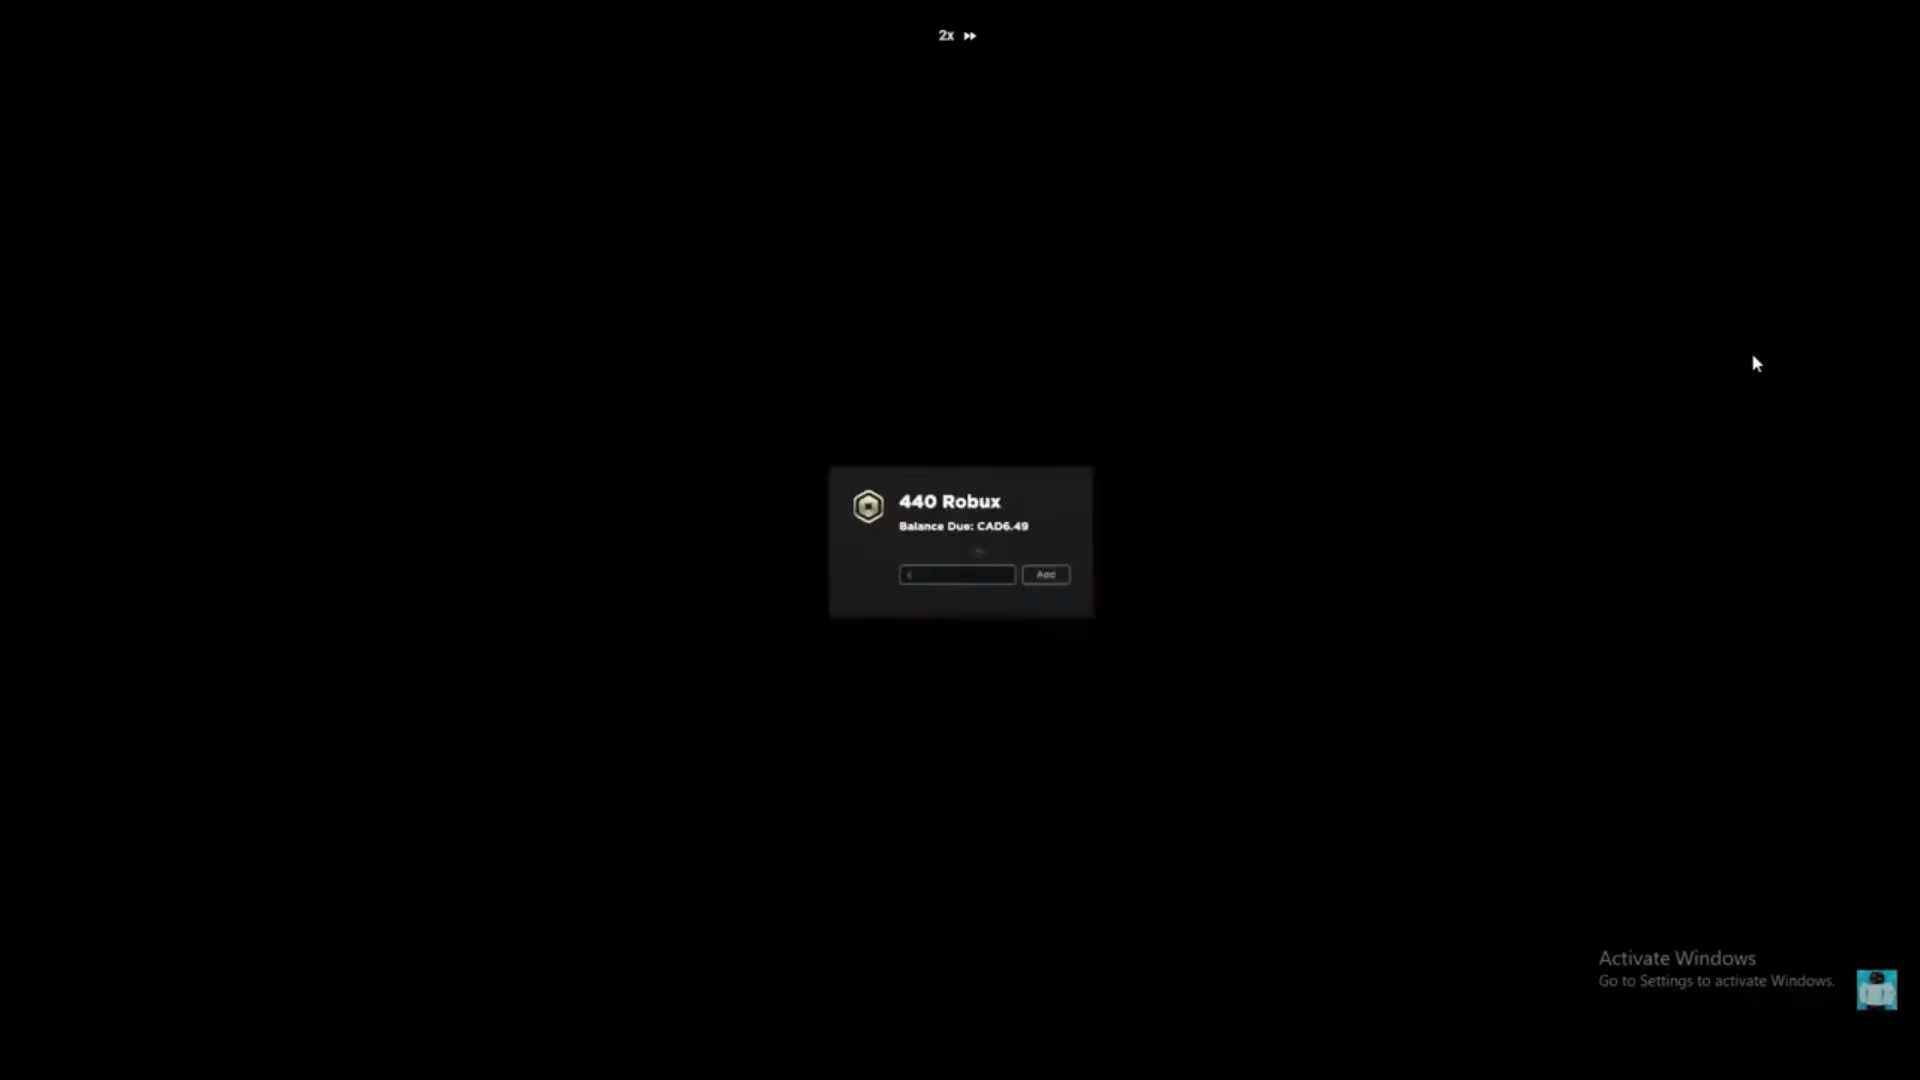 2x
440 Robux
Balance Due: CAD6.49
Add
Activate Windows
Go to Settings to activate Windows.